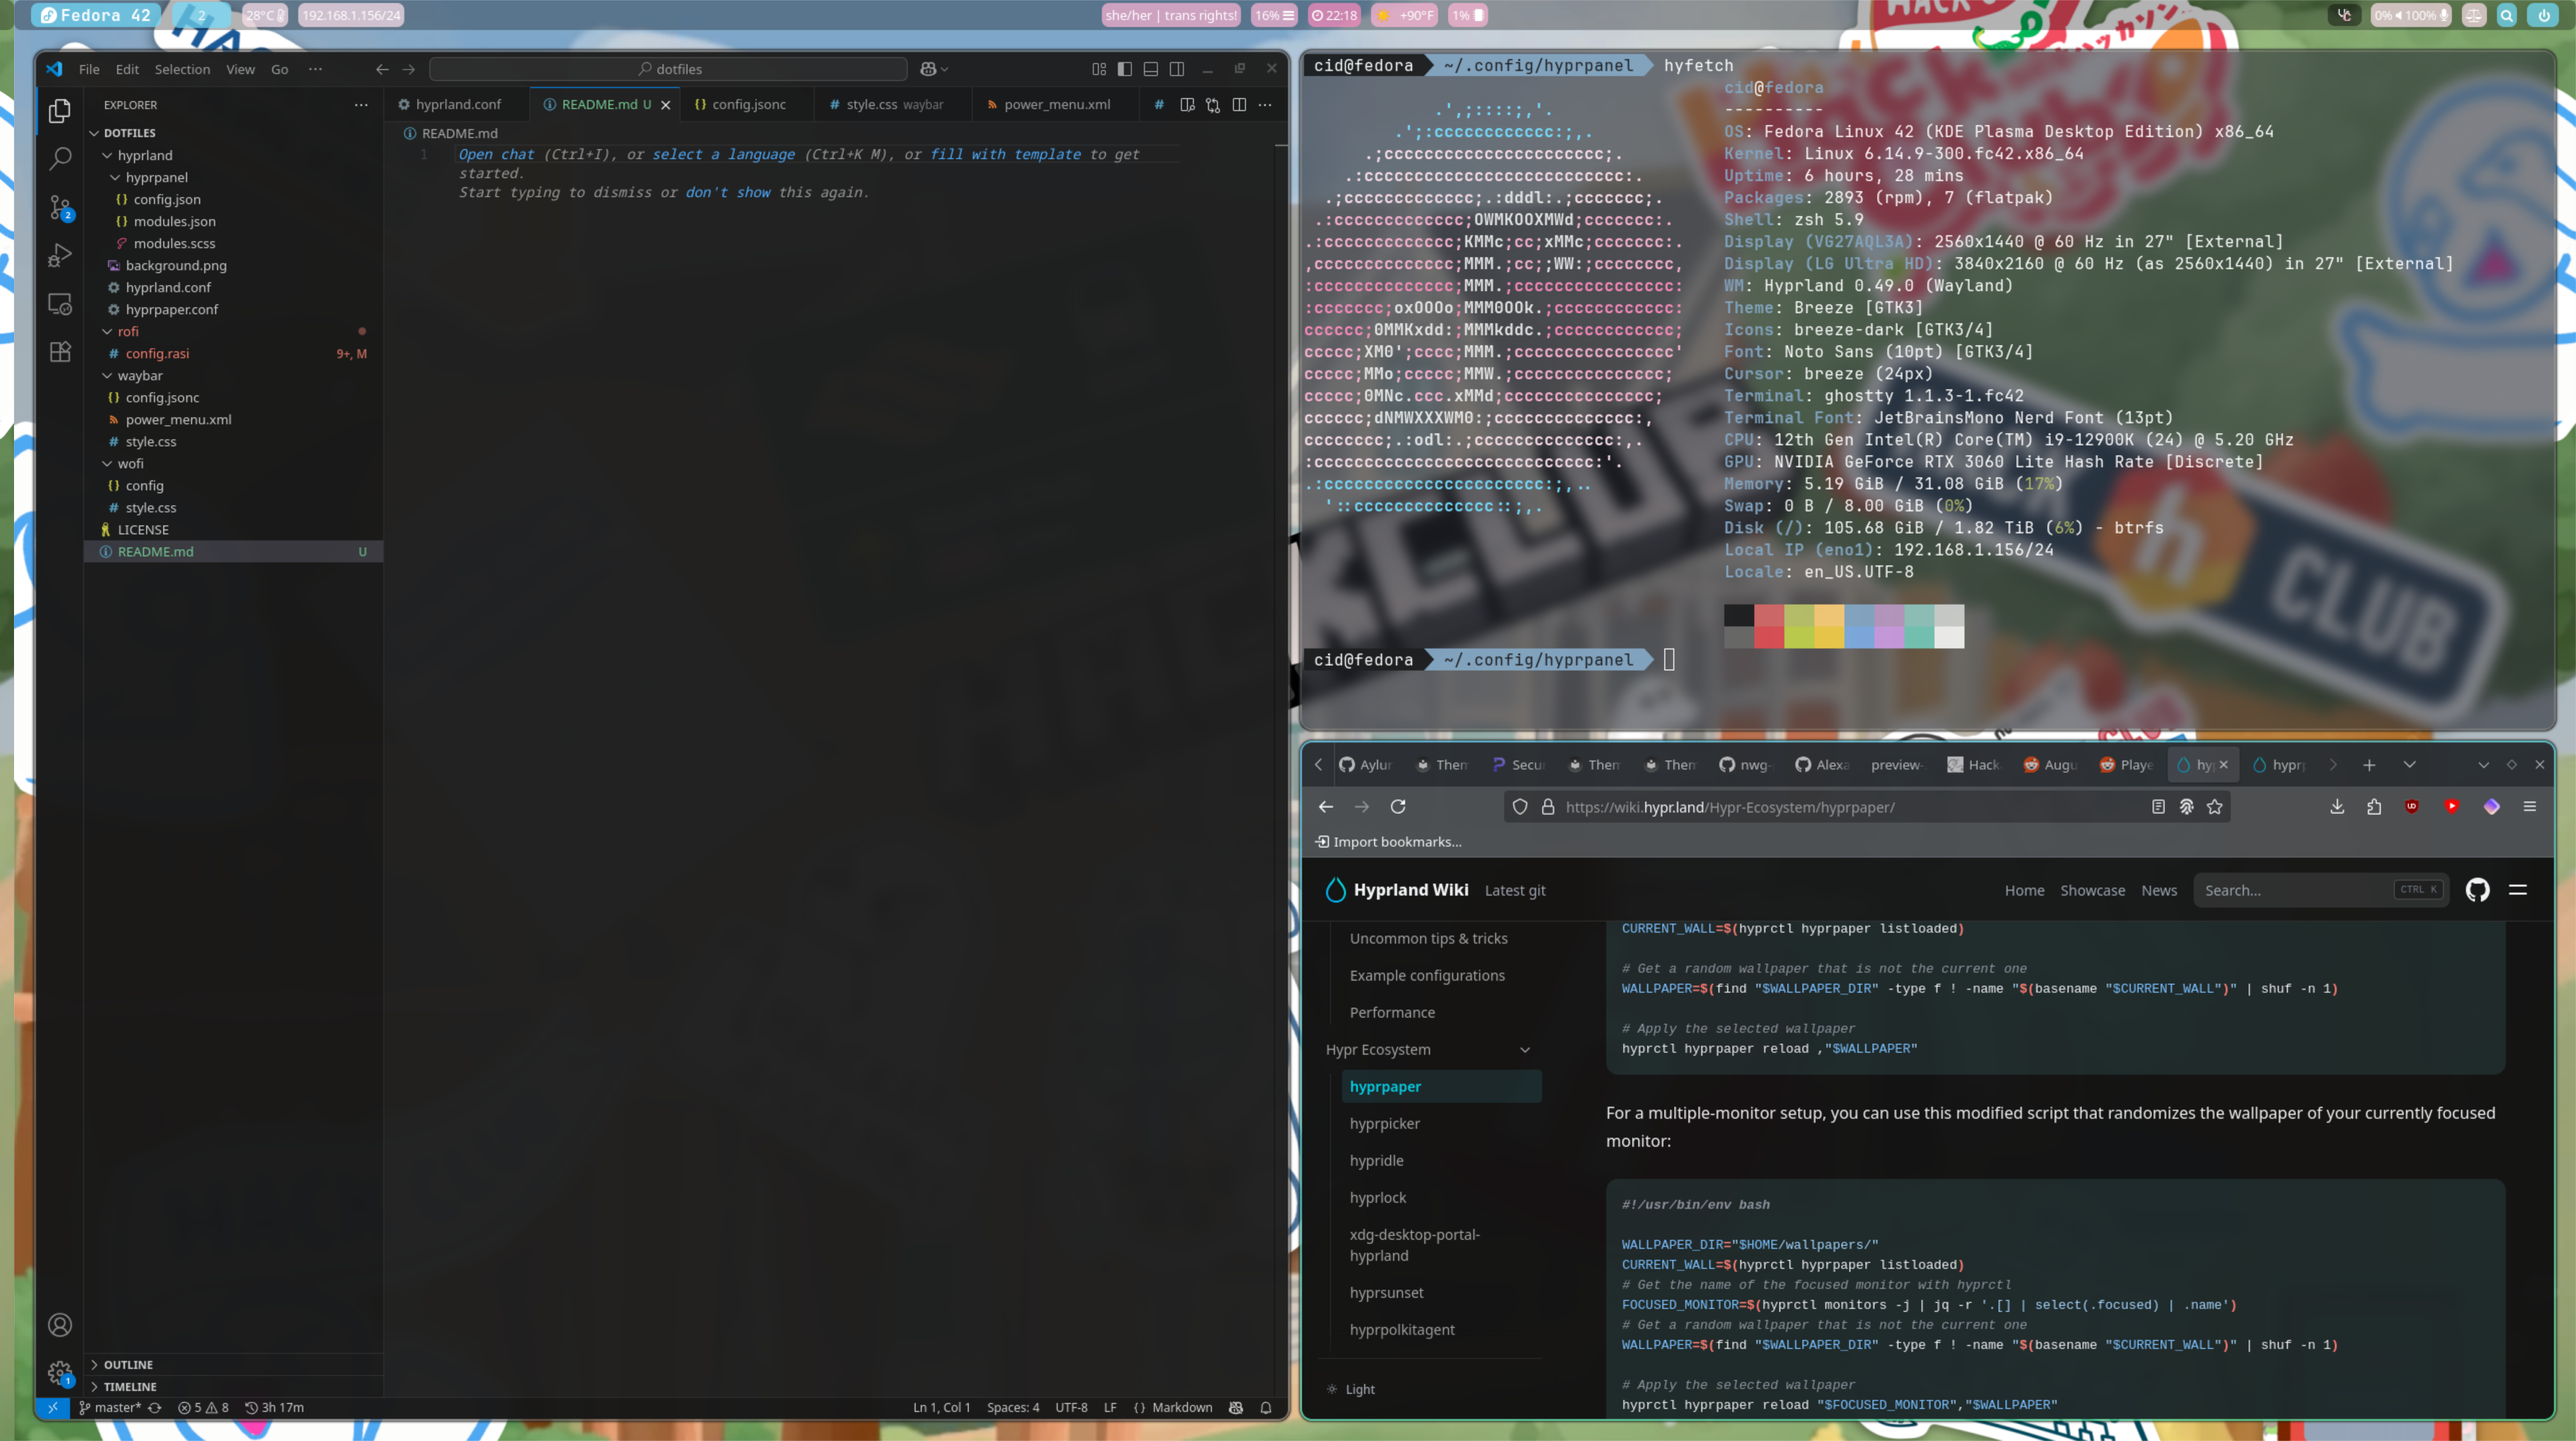 Fedora 42
2
28°C
192.168.1.156/24
she/her | trans rights!
16%
22:18
+90°F
1%
0% 100%
File Edit Selection View Go ···
dotfiles
EXPLORER
DOTFILES
hyprland
hyprpanel
config.json
modules.json
modules.scss
background.png
hyprland.conf
hyprpaper.conf
rofi
config.rasi 9+, M
waybar
config.jsonc
power_menu.xml
style.css
wofi
config
style.css
LICENSE
README.md U
OUTLINE
TIMELINE
hyprland.conf
README.md U
config.jsonc
style.css waybar
power_menu.xml
README.md
1 Open chat (Ctrl+I), or select a language (Ctrl+K M), or fill with template to get
started.
Start typing to dismiss or don't show this again.
master* 5 8 3h 17m
Ln 1, Col 1 Spaces: 4 UTF-8 LF {} Markdown
2
1
cid@fedora ~/.config/hyprpanel hyfetch
cid@fedora
----------
OS: Fedora Linux 42 (KDE Plasma Desktop Edition) x86_64
Kernel: Linux 6.14.9-300.fc42.x86_64
Uptime: 6 hours, 28 mins
Packages: 2893 (rpm), 7 (flatpak)
Shell: zsh 5.9
Display (VG27AQL3A): 2560x1440 @ 60 Hz in 27" [External]
Display (LG Ultra HD): 3840x2160 @ 60 Hz (as 2560x1440) in 27" [External]
WM: Hyprland 0.49.0 (Wayland)
Theme: Breeze [GTK3]
Icons: breeze-dark [GTK3/4]
Font: Noto Sans (10pt) [GTK3/4]
Cursor: breeze (24px)
Terminal: ghostty 1.1.3-1.fc42
Terminal Font: JetBrainsMono Nerd Font (13pt)
CPU: 12th Gen Intel(R) Core(TM) i9-12900K (24) @ 5.20 GHz
GPU: NVIDIA GeForce RTX 3060 Lite Hash Rate [Discrete]
Memory: 5.19 GiB / 31.08 GiB (17%)
Swap: 0 B / 8.00 GiB (0%)
Disk (/): 105.68 GiB / 1.82 TiB (6%) - btrfs
Local IP (eno1): 192.168.1.156/24
Locale: en_US.UTF-8
cid@fedora ~/.config/hyprpanel
CLUB
Aylur Them Secu Them Them nwg- Alexa preview- Hack Augu Playe hyp hyprp
https://wiki.hypr.land/Hypr-Ecosystem/hyprpaper/
Import bookmarks...
Hyprland Wiki Latest git
Home Showcase News Search... CTRL K
Uncommon tips & tricks
Example configurations
Performance
Hypr Ecosystem
hyprpaper
hyprpicker
hypridle
hyprlock
xdg-desktop-portal-
hyprland
hyprsunset
hyprpolkitagent
Light
CURRENT_WALL=$(hyprctl hyprpaper listloaded)
# Get a random wallpaper that is not the current one
WALLPAPER=$(find "$WALLPAPER_DIR" -type f ! -name "$(basename "$CURRENT_WALL")" | shuf -n 1)
# Apply the selected wallpaper
hyprctl hyprpaper reload ,"$WALLPAPER"
For a multiple-monitor setup, you can use this modified script that randomizes the wallpaper of your currently focused
monitor:
#!/usr/bin/env bash
WALLPAPER_DIR="$HOME/wallpapers/"
CURRENT_WALL=$(hyprctl hyprpaper listloaded)
# Get the name of the focused monitor with hyprctl
FOCUSED_MONITOR=$(hyprctl monitors -j | jq -r '.[] | select(.focused) | .name')
# Get a random wallpaper that is not the current one
WALLPAPER=$(find "$WALLPAPER_DIR" -type f ! -name "$(basename "$CURRENT_WALL")" | shuf -n 1)
# Apply the selected wallpaper
hyprctl hyprpaper reload "$FOCUSED_MONITOR","$WALLPAPER"